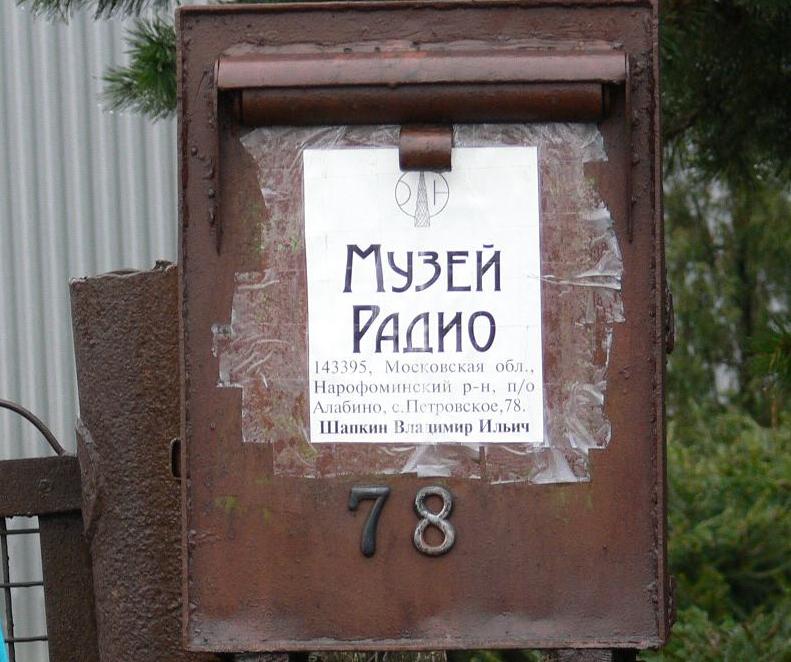 Музей
Радио
143395, Московская обл.,
Нарофоминский р-н, п/о
Алабино, с.Петровское,78.
Шапкин Владимир Ильич
78